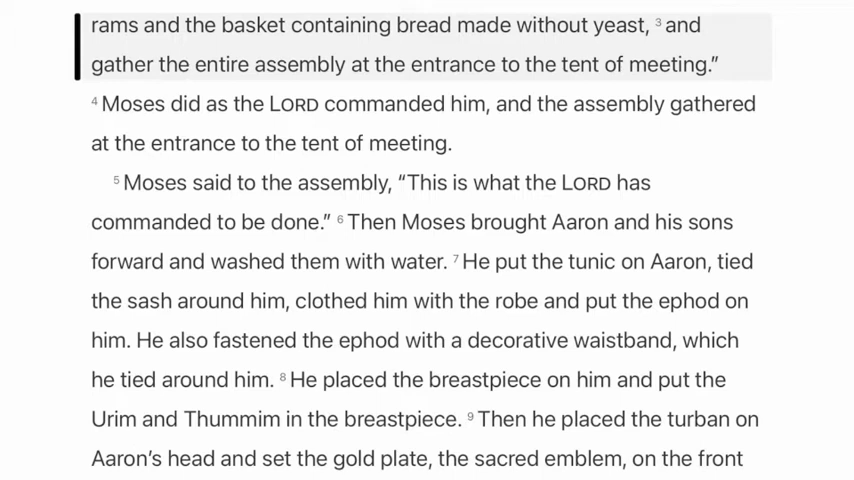 rams and the basket containing bread made without yeast, 3 and
gather the entire assembly at the entrance to the tent of meeting.”
4 Moses did as the LORD commanded him, and the assembly gathered
at the entrance to the tent of meeting.
5 Moses said to the assembly, “This is what the LORD has
commanded to be done.” 6 Then Moses brought Aaron and his sons
forward and washed them with water. 7 He put the tunic on Aaron, tied
the sash around him, clothed him with the robe and put the ephod on
him. He also fastened the ephod with a decorative waistband, which
he tied around him. 8 He placed the breastpiece on him and put the
Urim and Thummim in the breastpiece. 9 Then he placed the turban on
Aaron’s head and set the gold plate, the sacred emblem, on the front